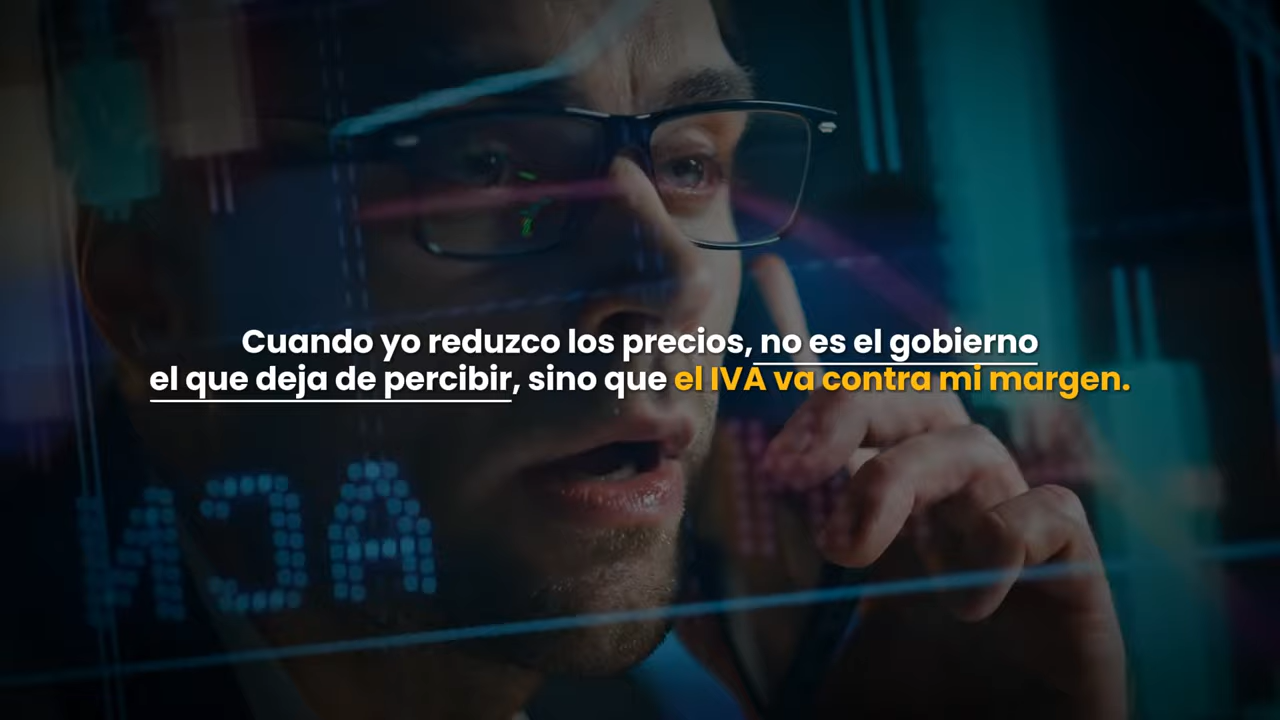 Cuando yo reduzco los precios, no es el gobierno
el que deja de percibir, sino que el IVA va contra mi margen.